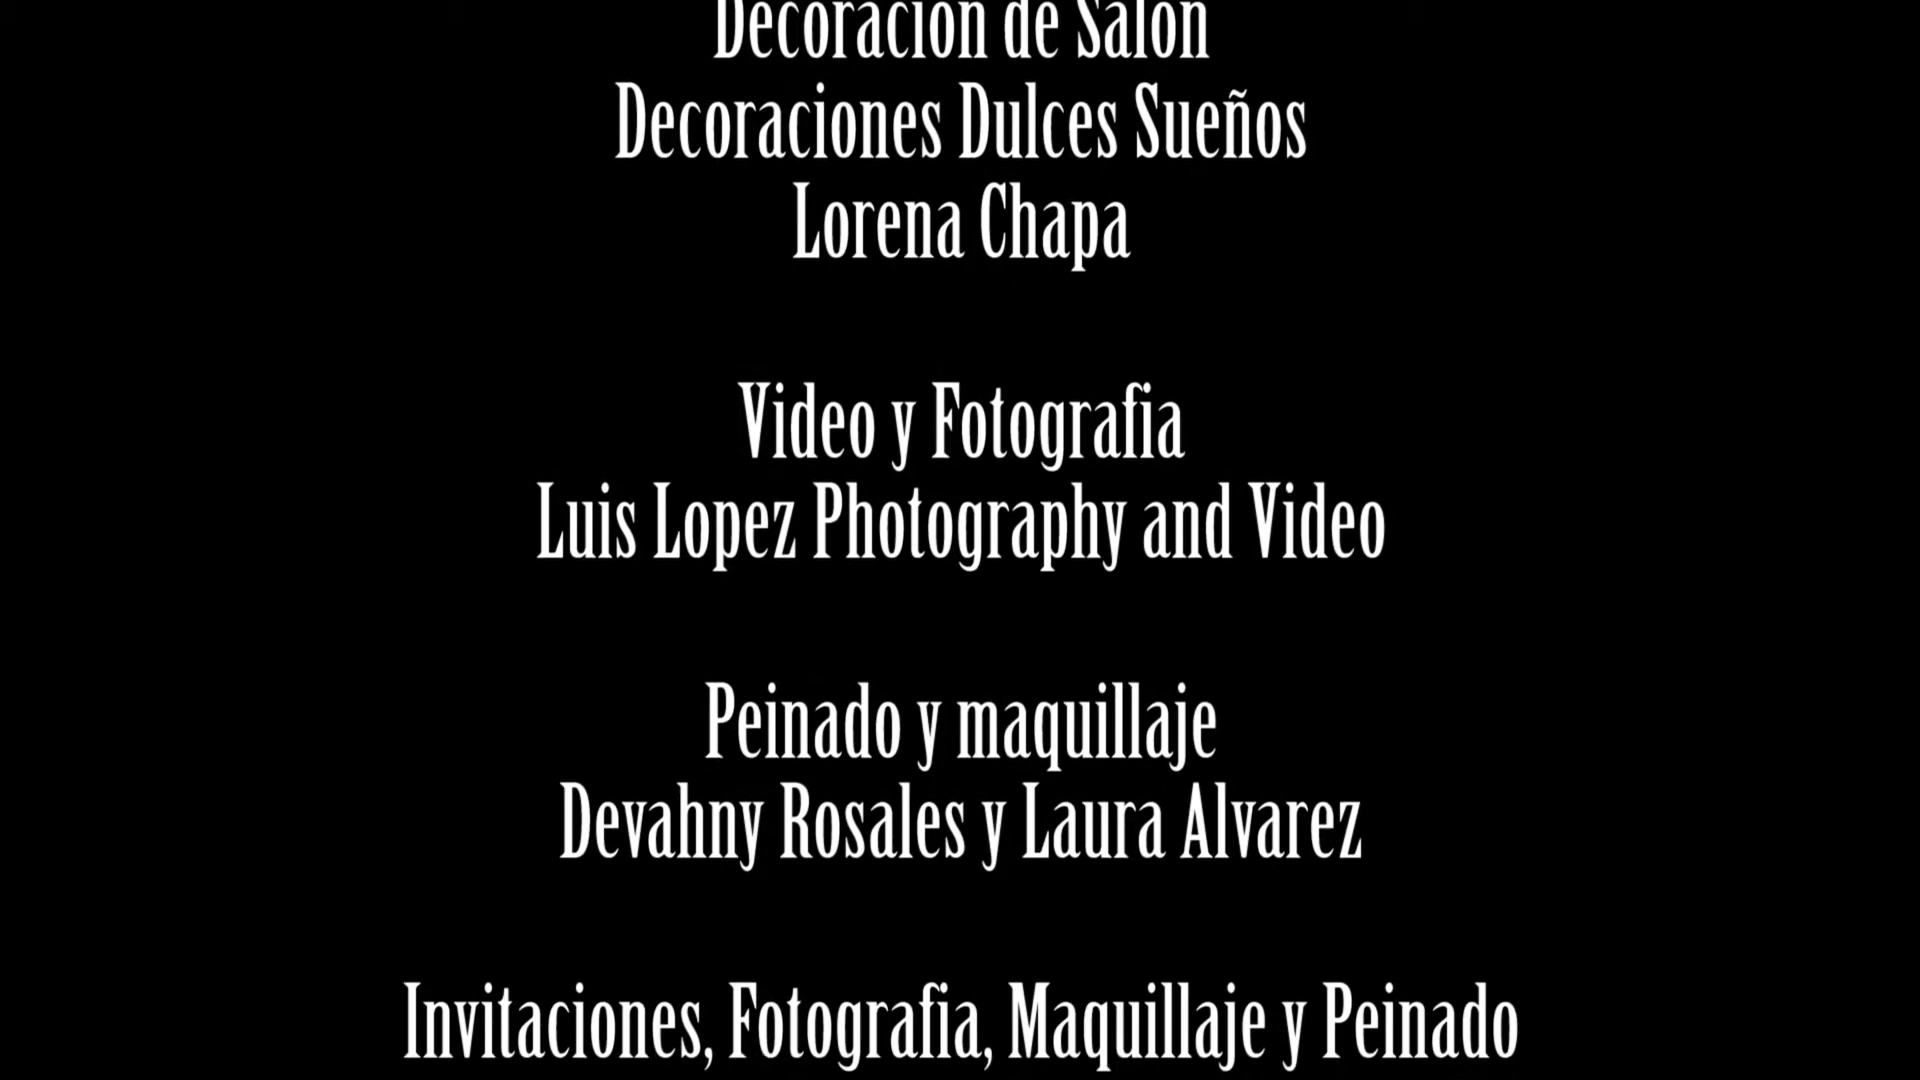 Decoracion de Salon
Decoraciones Dulces Sueños
Lorena Chapa
Video y Fotografia
Luis Lopez Photography and Video
Peinado y maquillaje
Devahny Rosales y Laura Alvarez
Invitaciones, Fotografia, Maquillaje y Peinado